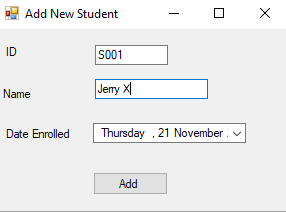 Add New Student
ID S001
Name Jerry X
Date Enrolled Thursday , 21 November
Add